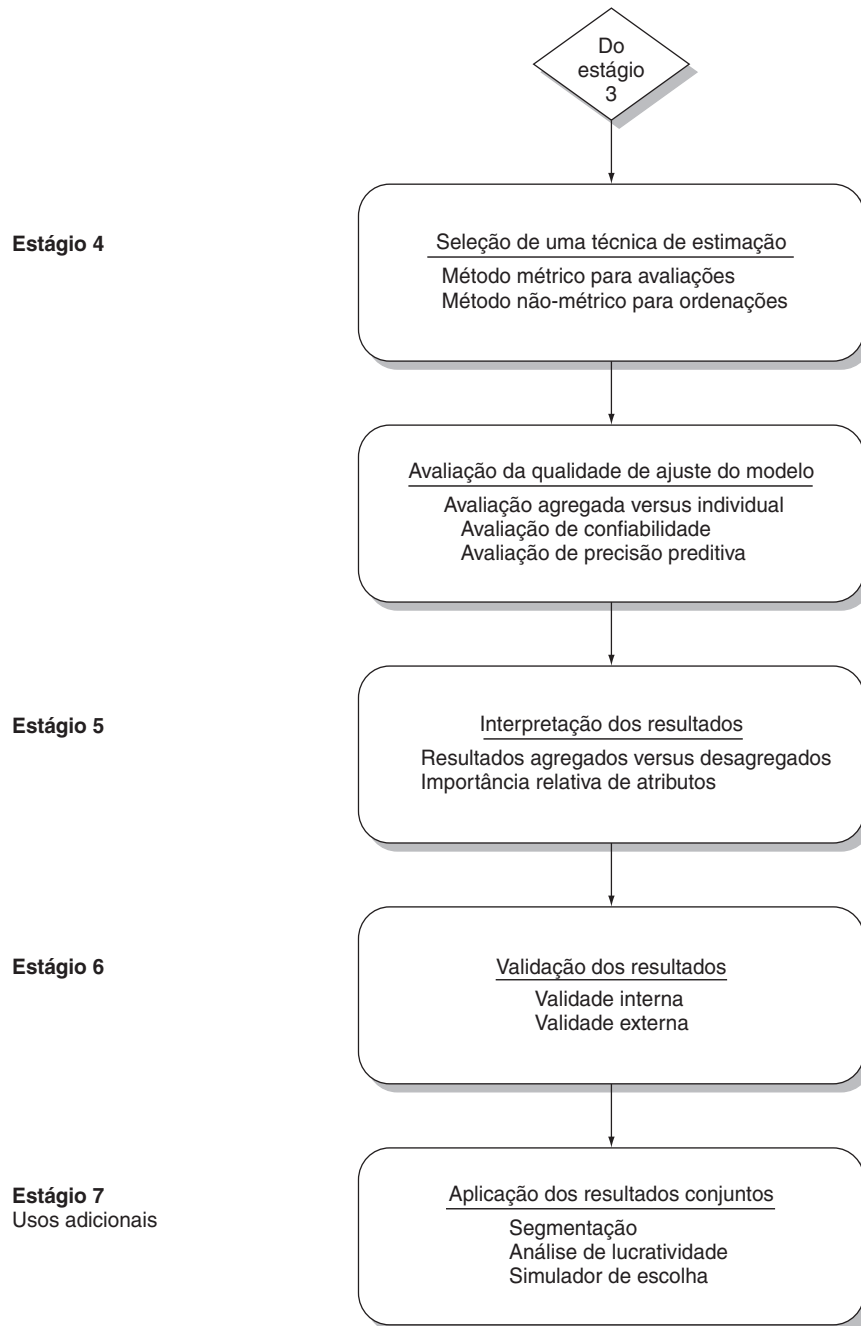 Do
estágio
3
Estágio 4
Seleção de uma técnica de estimação
Método métrico para avaliações
Método não-métrico para ordenações
Avaliação da qualidade de ajuste do modelo
Avaliação agregada versus individual
Avaliação de confiabilidade
Avaliação de precisão preditiva
Estágio 5
Interpretação dos resultados
Resultados agregados versus desagregados
Importância relativa de atributos
Estágio 6
Validação dos resultados
Validade interna
Validade externa
Estágio 7
Usos adicionais
Aplicação dos resultados conjuntos
Segmentação
Análise de lucratividade
Simulador de escolha